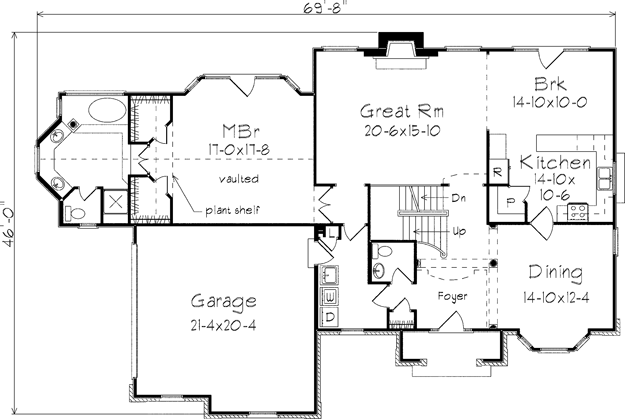 69'-8"
46'-0"
Brk
14-10x10-0
Great Rm
20-6x15-10
MBr
17-0x17-8
vaulted
plant shelf
Kitchen
14-10x
10-6
R
P
Dn
Up
Dining
14-10x12-4
Foyer
Garage
21-4x20-4
W
D